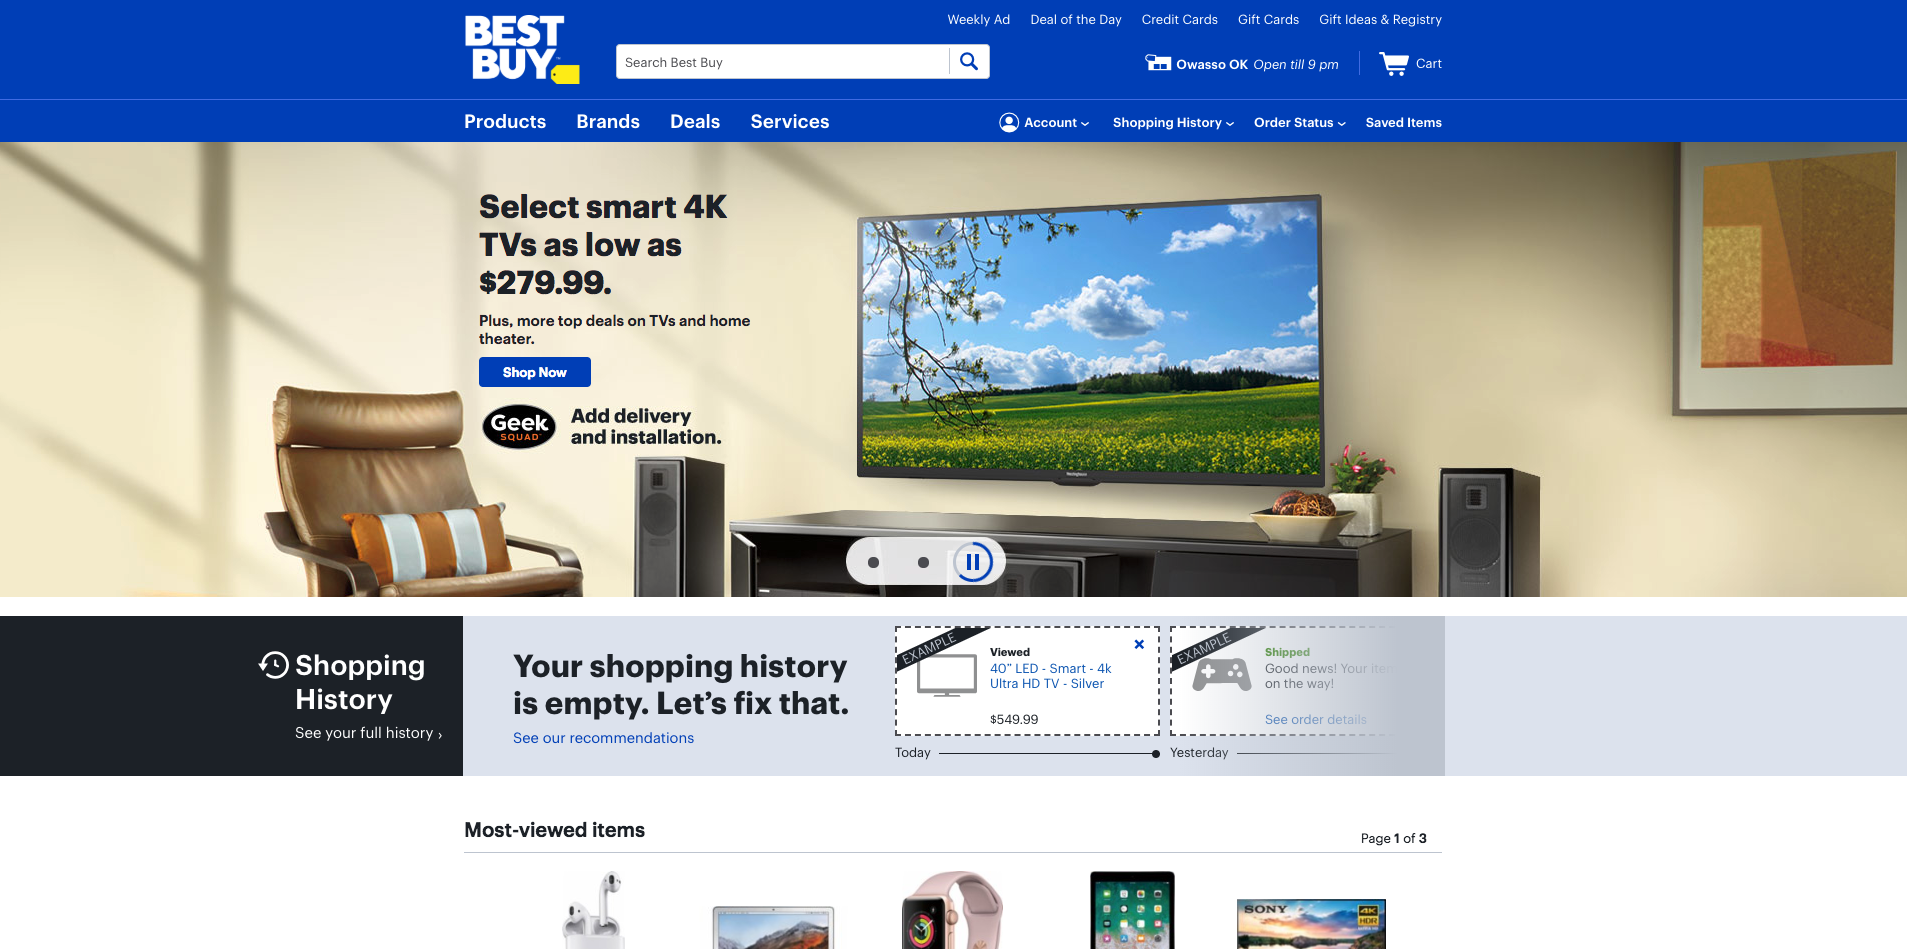 Weekly Ad Deal of the Day Credit Cards Gift Cards Gift Ideas & Registry
BEST
BUY
Search Best Buy
Owasso OK Open till 9 pm
Cart
Products Brands Deals Services
Account Shopping History Order Status Saved Items
Select smart 4K
TVs as low as
$279.99.
Plus, more top deals on TVs and home
theater.
Shop Now
Geek
SQUAD
Add delivery
and installation.
Westinghouse
Shopping
History
See your full history ›
Your shopping history
is empty. Let's fix that.
See our recommendations
EXAMPLE
Viewed
40” LED - Smart - 4k
Ultra HD TV - Silver
$549.99
Today
EXAMPLE
Shipped
Good news! Your item
on the way!
See order details
Yesterday
Most-viewed items
Page 1 of 3
SONY
4K
HDR